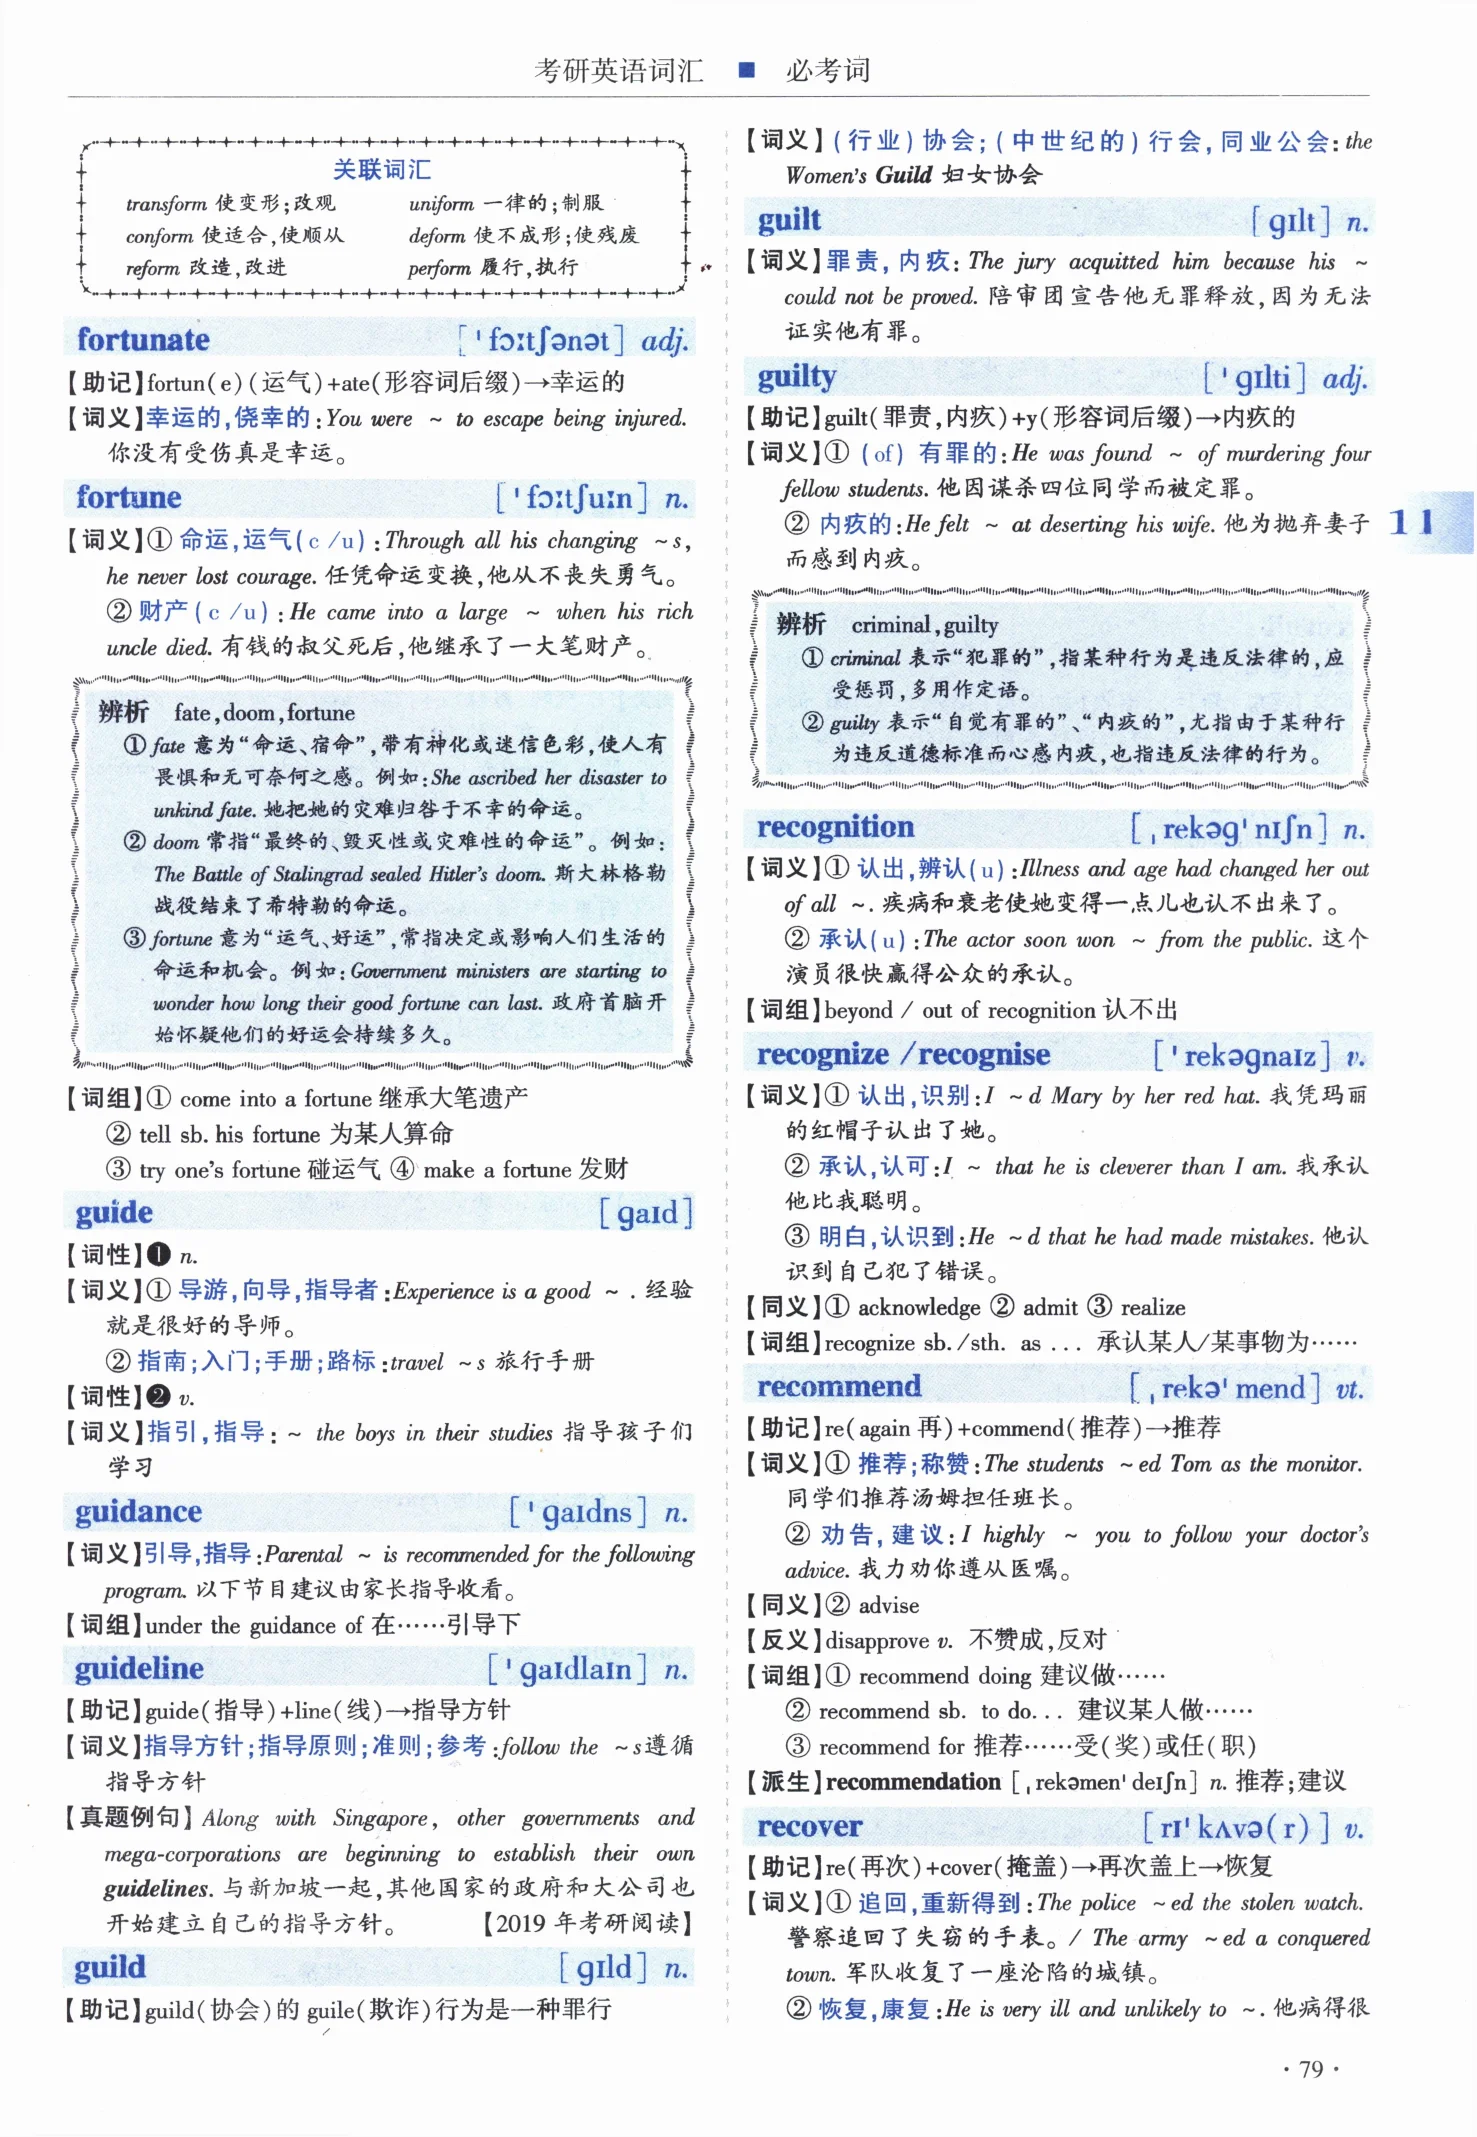 考研英语词汇 ■ 必考词
关联词汇
transform 使变形;改观 uniform 一律的;制服
conform 使适合,使顺从 deform 使不成形;使残废
reform 改造,改进 perform 履行,执行
fortunate [ˈfɔːtʃənət] adj.
【助记】fortun(e)(运气)+ate(形容词后缀)→幸运的
【词义】幸运的,侥幸的:You were ~ to escape being injured.
你没有受伤真是幸运。
fortune [ˈfɔːtʃuːn] n.
【词义】① 命运,运气(c /u):Through all his changing ~s,
he never lost courage. 任凭命运变换,他从不丧失勇气。
② 财产(c /u):He came into a large ~ when his rich
uncle died. 有钱的叔父死后,他继承了一大笔财产。
辨析 fate,doom,fortune
① fate 意为“命运、宿命”,带有神化或迷信色彩,使人有
畏惧和无可奈何之感。例如:She ascribed her disaster to
unkind fate. 她把她的灾难归咎于不幸的命运。
② doom 常指“最终的、毁灭性或灾难性的命运”。例如:
The Battle of Stalingrad sealed Hitler's doom. 斯大林格勒
战役结束了希特勒的命运。
③ fortune 意为“运气、好运”,常指决定或影响人们生活的
命运和机会。例如:Government ministers are starting to
wonder how long their good fortune can last. 政府首脑开
始怀疑他们的好运会持续多久。
【词组】① come into a fortune 继承大笔遗产
② tell sb. his fortune 为某人算命
③ try one's fortune 碰运气 ④ make a fortune 发财
guide [ɡaɪd]
【词性】❶ n.
【词义】① 导游,向导,指导者:Experience is a good ~ . 经验
就是很好的导师。
② 指南;入门;手册;路标:travel ~s 旅行手册
【词性】❷ v.
【词义】指引,指导:~ the boys in their studies 指导孩子们
学习
guidance [ˈɡaɪdns] n.
【词义】引导,指导:Parental ~ is recommended for the following
program. 以下节目建议由家长指导收看。
【词组】under the guidance of 在……引导下
guideline [ˈɡaɪdlaɪn] n.
【助记】guide(指导)+line(线)→指导方针
【词义】指导方针;指导原则;准则;参考:follow the ~s遵循
指导方针
【真题例句】Along with Singapore, other governments and
mega-corporations are beginning to establish their own
guidelines. 与新加坡一起,其他国家的政府和大公司也
开始建立自己的指导方针。 【2019 年考研阅读】
guild [ɡɪld] n.
【助记】guild(协会)的 guile(欺诈)行为是一种罪行
【词义】(行业)协会;(中世纪的)行会,同业公会:the
Women's Guild 妇女协会
guilt [ɡɪlt] n.
【词义】罪责,内疚:The jury acquitted him because his ~
could not be proved. 陪审团宣告他无罪释放,因为无法
证实他有罪。
guilty [ˈɡɪlti] adj.
【助记】guilt(罪责,内疚)+y(形容词后缀)→内疚的
【词义】① (of) 有罪的:He was found ~ of murdering four
fellow students. 他因谋杀四位同学而被定罪。
② 内疚的:He felt ~ at deserting his wife. 他为抛弃妻子
而感到内疚。
11
辨析 criminal,guilty
① criminal 表示“犯罪的”,指某种行为是违反法律的,应
受惩罚,多用作定语。
② guilty 表示“自觉有罪的”、“内疚的”,尤指由于某种行
为违反道德标准而心感内疚,也指违反法律的行为。
recognition [ˌrekəɡˈnɪʃn] n.
【词义】① 认出,辨认(u):Illness and age had changed her out
of all ~. 疾病和衰老使她变得一点儿也认不出来了。
② 承认(u):The actor soon won ~ from the public. 这个
演员很快赢得公众的承认。
【词组】beyond / out of recognition 认不出
recognize /recognise [ˈrekəɡnaɪz] v.
【词义】① 认出,识别:I ~d Mary by her red hat. 我凭玛丽
的红帽子认出了她。
② 承认,认可:I ~ that he is cleverer than I am. 我承认
他比我聪明。
③ 明白,认识到:He ~d that he had made mistakes. 他认
识到自己犯了错误。
【同义】① acknowledge ② admit ③ realize
【词组】recognize sb./sth. as ... 承认某人/某事物为……
recommend [ˌrekəˈmend] vt.
【助记】re(again 再)+commend(推荐)→推荐
【词义】① 推荐;称赞:The students ~ed Tom as the monitor.
同学们推荐汤姆担任班长。
② 劝告,建议:I highly ~ you to follow your doctor's
advice. 我力劝你遵从医嘱。
【同义】② advise
【反义】disapprove v. 不赞成,反对
【词组】① recommend doing 建议做……
② recommend sb. to do... 建议某人做……
③ recommend for 推荐……受(奖)或任(职)
【派生】recommendation [ˌrekəmenˈdeɪʃn] n. 推荐;建议
recover [rɪˈkʌvə(r)] v.
【助记】re(再次)+cover(掩盖)→再次盖上→恢复
【词义】① 追回,重新得到:The police ~ed the stolen watch.
警察追回了失窃的手表。/ The army ~ed a conquered
town. 军队收复了一座沦陷的城镇。
② 恢复,康复:He is very ill and unlikely to ~. 他病得很
· 79 ·